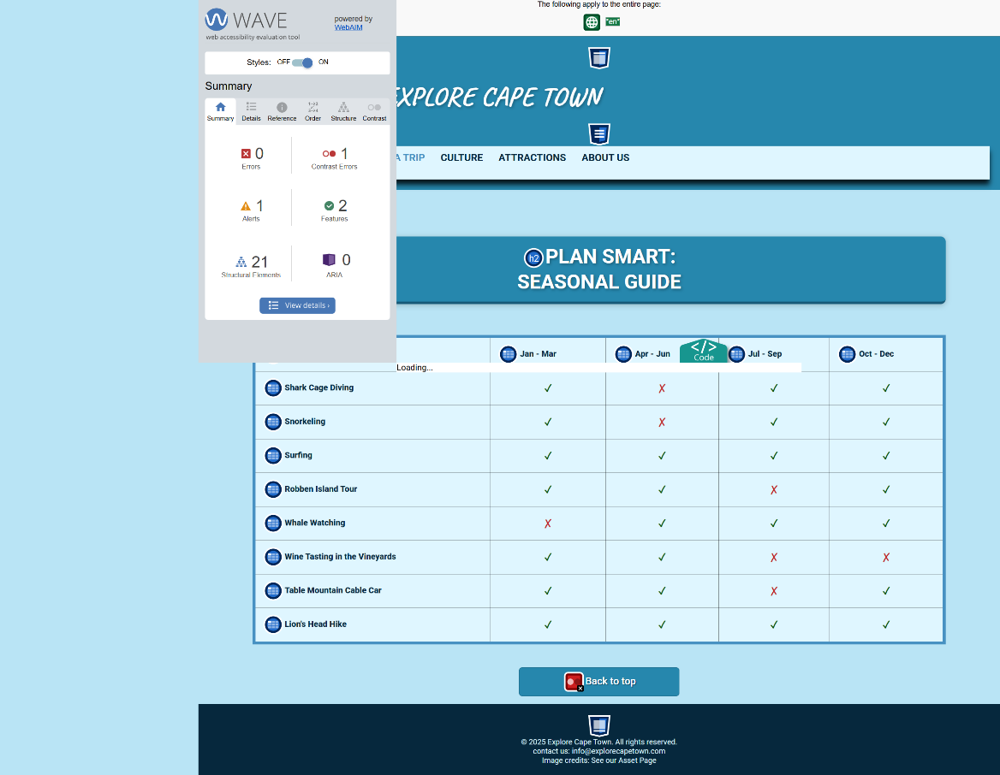 WAVE
web accessibility evaluation tool
powered by
WebAIM
Styles: OFF ON
Summary
Summary Details Reference Order Structure Contrast
0
Errors
1
Contrast Errors
1
Alerts
2
Features
21
Structural Elements
0
ARIA
View details ›
The following apply to the entire page:
"en"
EXPLORE CAPE TOWN
A TRIP CULTURE ATTRACTIONS ABOUT US
h2 PLAN SMART:
SEASONAL GUIDE
Jan - Mar Apr - Jun Jul - Sep Oct - Dec
</>
Code
Loading...
Shark Cage Diving ✓ ✗ ✓ ✓
Snorkeling ✓ ✗ ✓ ✓
Surfing ✓ ✓ ✓ ✓
Robben Island Tour ✓ ✓ ✗ ✓
Whale Watching ✗ ✓ ✓ ✓
Wine Tasting in the Vineyards ✓ ✓ ✗ ✗
Table Mountain Cable Car ✓ ✓ ✗ ✓
Lion's Head Hike ✓ ✓ ✓ ✓
Back to top
© 2025 Explore Cape Town. All rights reserved.
contact us: info@explorecapetown.com
Image credits: See our Asset Page